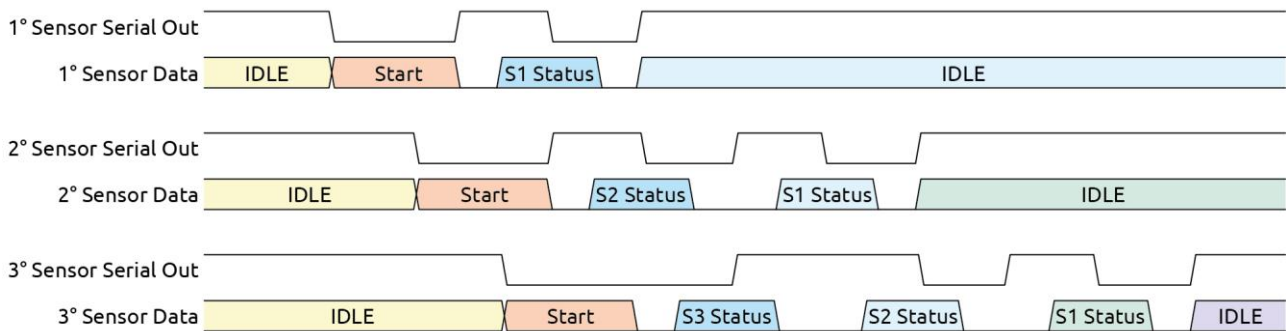 1° Sensor Serial Out
1° Sensor Data IDLE Start S1 Status IDLE
2° Sensor Serial Out
2° Sensor Data IDLE Start S2 Status S1 Status IDLE
3° Sensor Serial Out
3° Sensor Data IDLE Start S3 Status S2 Status S1 Status IDLE